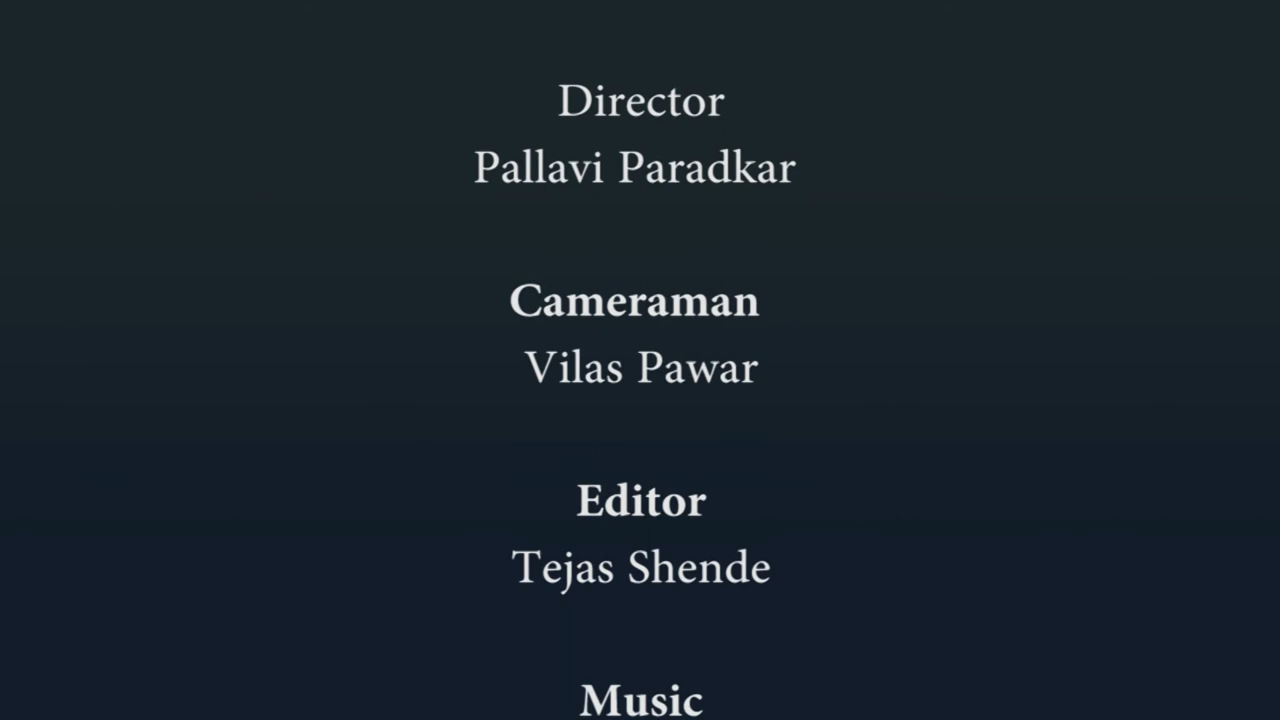 Director
Pallavi Paradkar
Cameraman
Vilas Pawar
Editor
Tejas Shende
Music